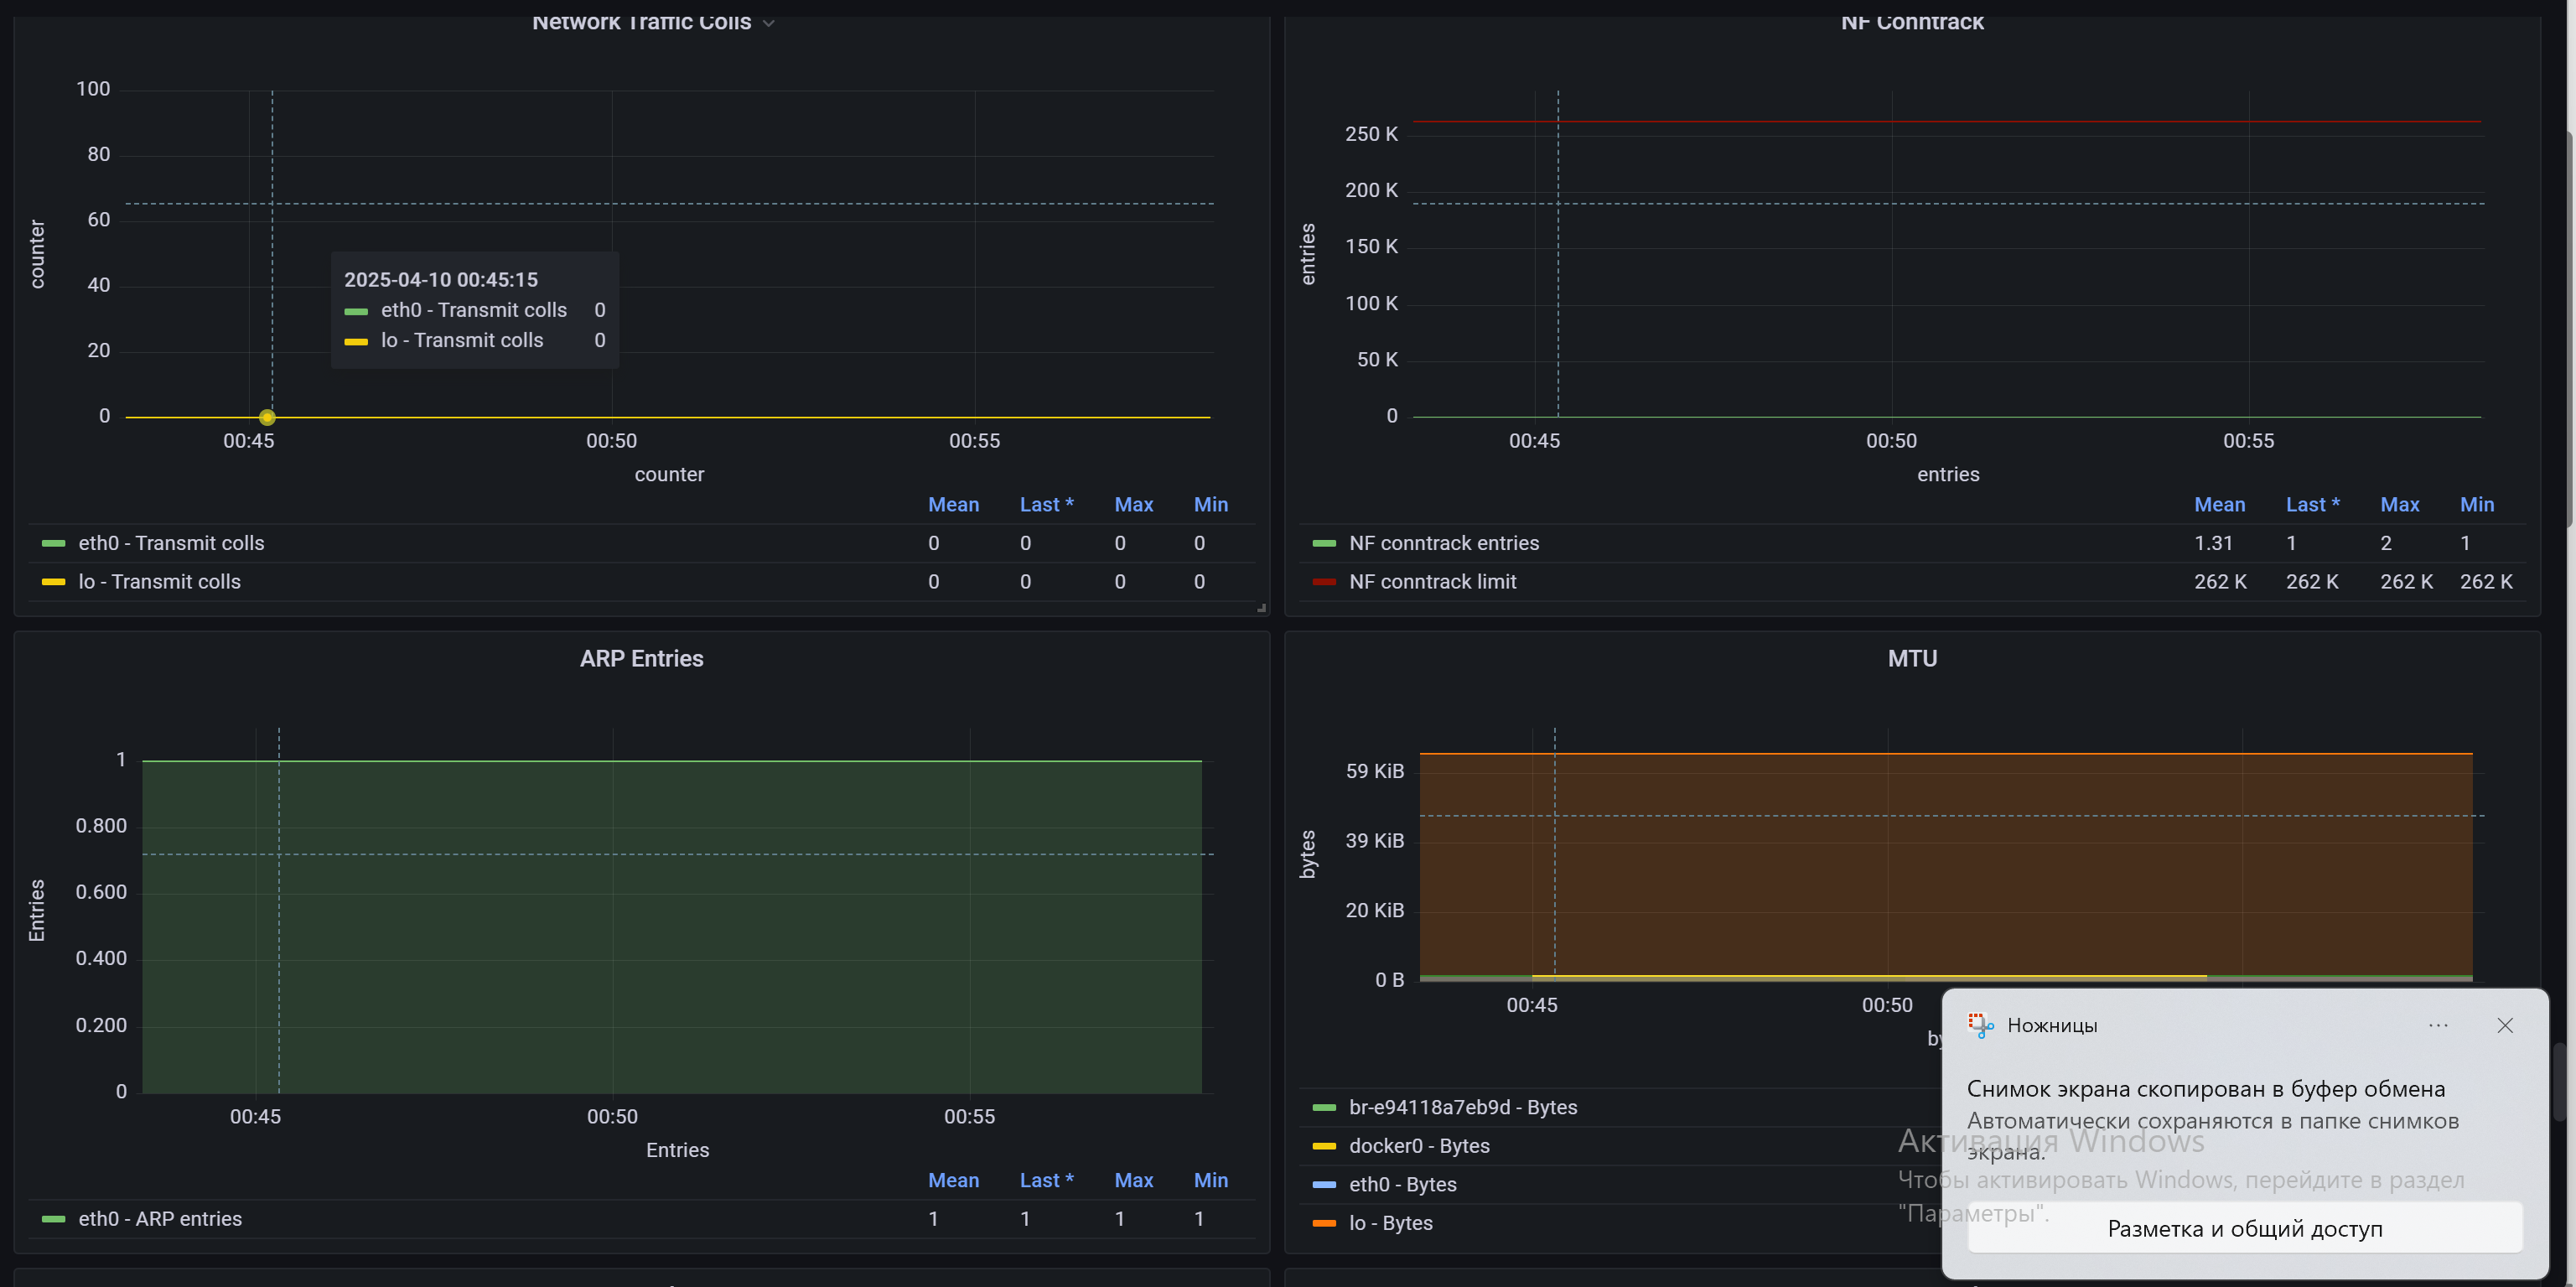 Network Traffic Colls
100
80
60
40
20
0
counter
2025-04-10 00:45:15
eth0 - Transmit colls 0
lo - Transmit colls 0
00:45 00:50 00:55
counter
Mean Last * Max Min
eth0 - Transmit colls 0 0 0 0
lo - Transmit colls 0 0 0 0
NF Conntrack
250 K
200 K
150 K
100 K
50 K
0
entries
00:45 00:50 00:55
entries
Mean Last * Max Min
NF conntrack entries 1.31 1 2 1
NF conntrack limit 262 K 262 K 262 K 262 K
ARP Entries
1
0.800
0.600
0.400
0.200
0
Entries
00:45 00:50 00:55
Entries
Mean Last * Max Min
eth0 - ARP entries 1 1 1 1
MTU
59 KiB
39 KiB
20 KiB
0 B
bytes
00:45 00:50
br-e94118a7eb9d - Bytes
docker0 - Bytes
eth0 - Bytes
lo - Bytes
Ножницы
Снимок экрана скопирован в буфер обмена
Автоматически сохраняются в папке снимков
экрана.
Разметка и общий доступ
Активация Windows
Чтобы активировать Windows, перейдите в раздел
"Параметры".